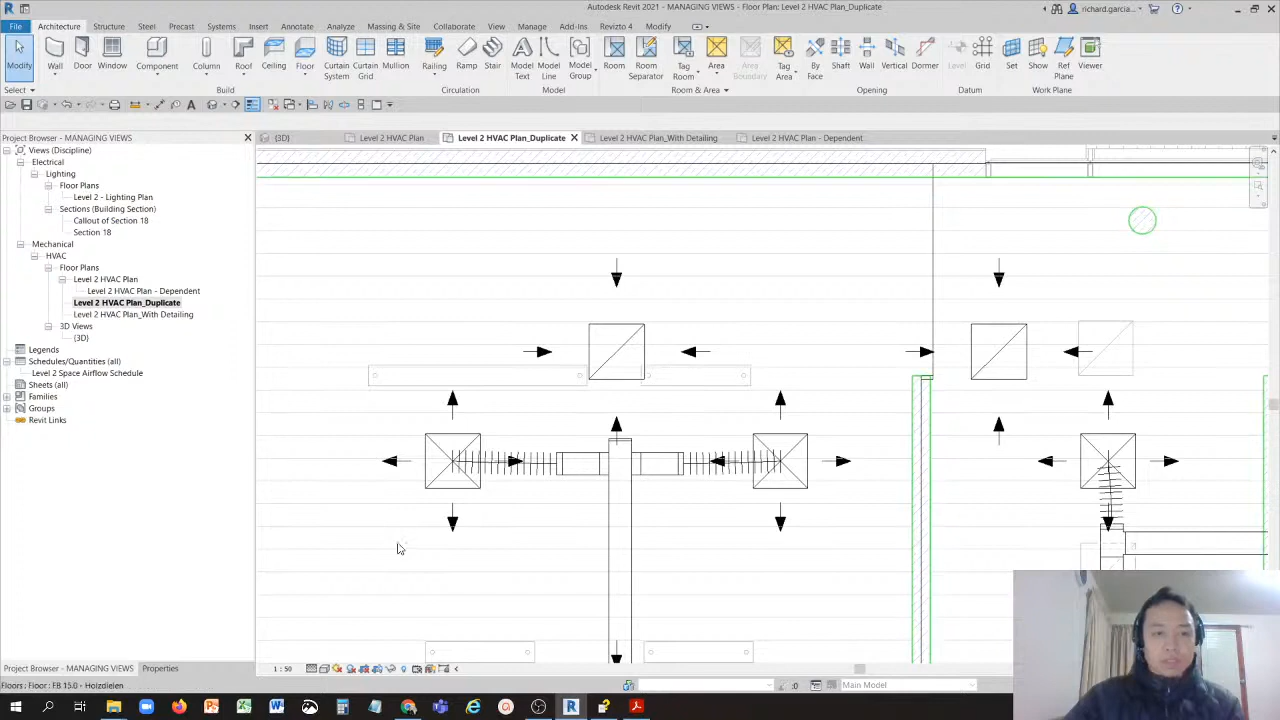 Autodesk Revit 2021 - Floor Plan: Level 2 HVAC Plan_Duplicate
richard.garcia...
File Architecture Structure Steel Precast Systems Insert Annotate Analyze Massing & Site Collaborate View Manage Add-Ins Revizto 4 Modify
Modify Wall Door Window Component Column Roof Ceiling Floor Curtain System Curtain Grid Mullion Railing Ramp Stair Model Text Model Line Model Group Room Room Separator Tag Room Area Area Boundary Tag Area By Face Shaft Wall Vertical Dormer Level Grid Set Show Ref Plane Viewer
Select Build Circulation Model Room & Area Opening Datum Work Plane
Project Browser - MANAGING VIEWS
{3D} Level 2 HVAC Plan Level 2 HVAC Plan_Duplicate Level 2 HVAC Plan_With Detailing Level 2 HVAC Plan - Dependent
Views (Discipline)
Electrical
Lighting
Floor Plans
Level 2 - Lighting Plan
Sections (Building Section)
Callout of Section 18
Section 18
Mechanical
HVAC
Floor Plans
Level 2 HVAC Plan
Level 2 HVAC Plan - Dependent
Level 2 HVAC Plan_Duplicate
Level 2 HVAC Plan_With Detailing
3D Views
{3D}
Legends
Schedules/Quantities (all)
Level 2 Space Airflow Schedule
Sheets (all)
Families
Groups
Revit Links
Project Browser - MANAGING VIEWS Properties
1 : 50
Floors : Floor : FB 15.0 - Holzdielen
:0
Main Model